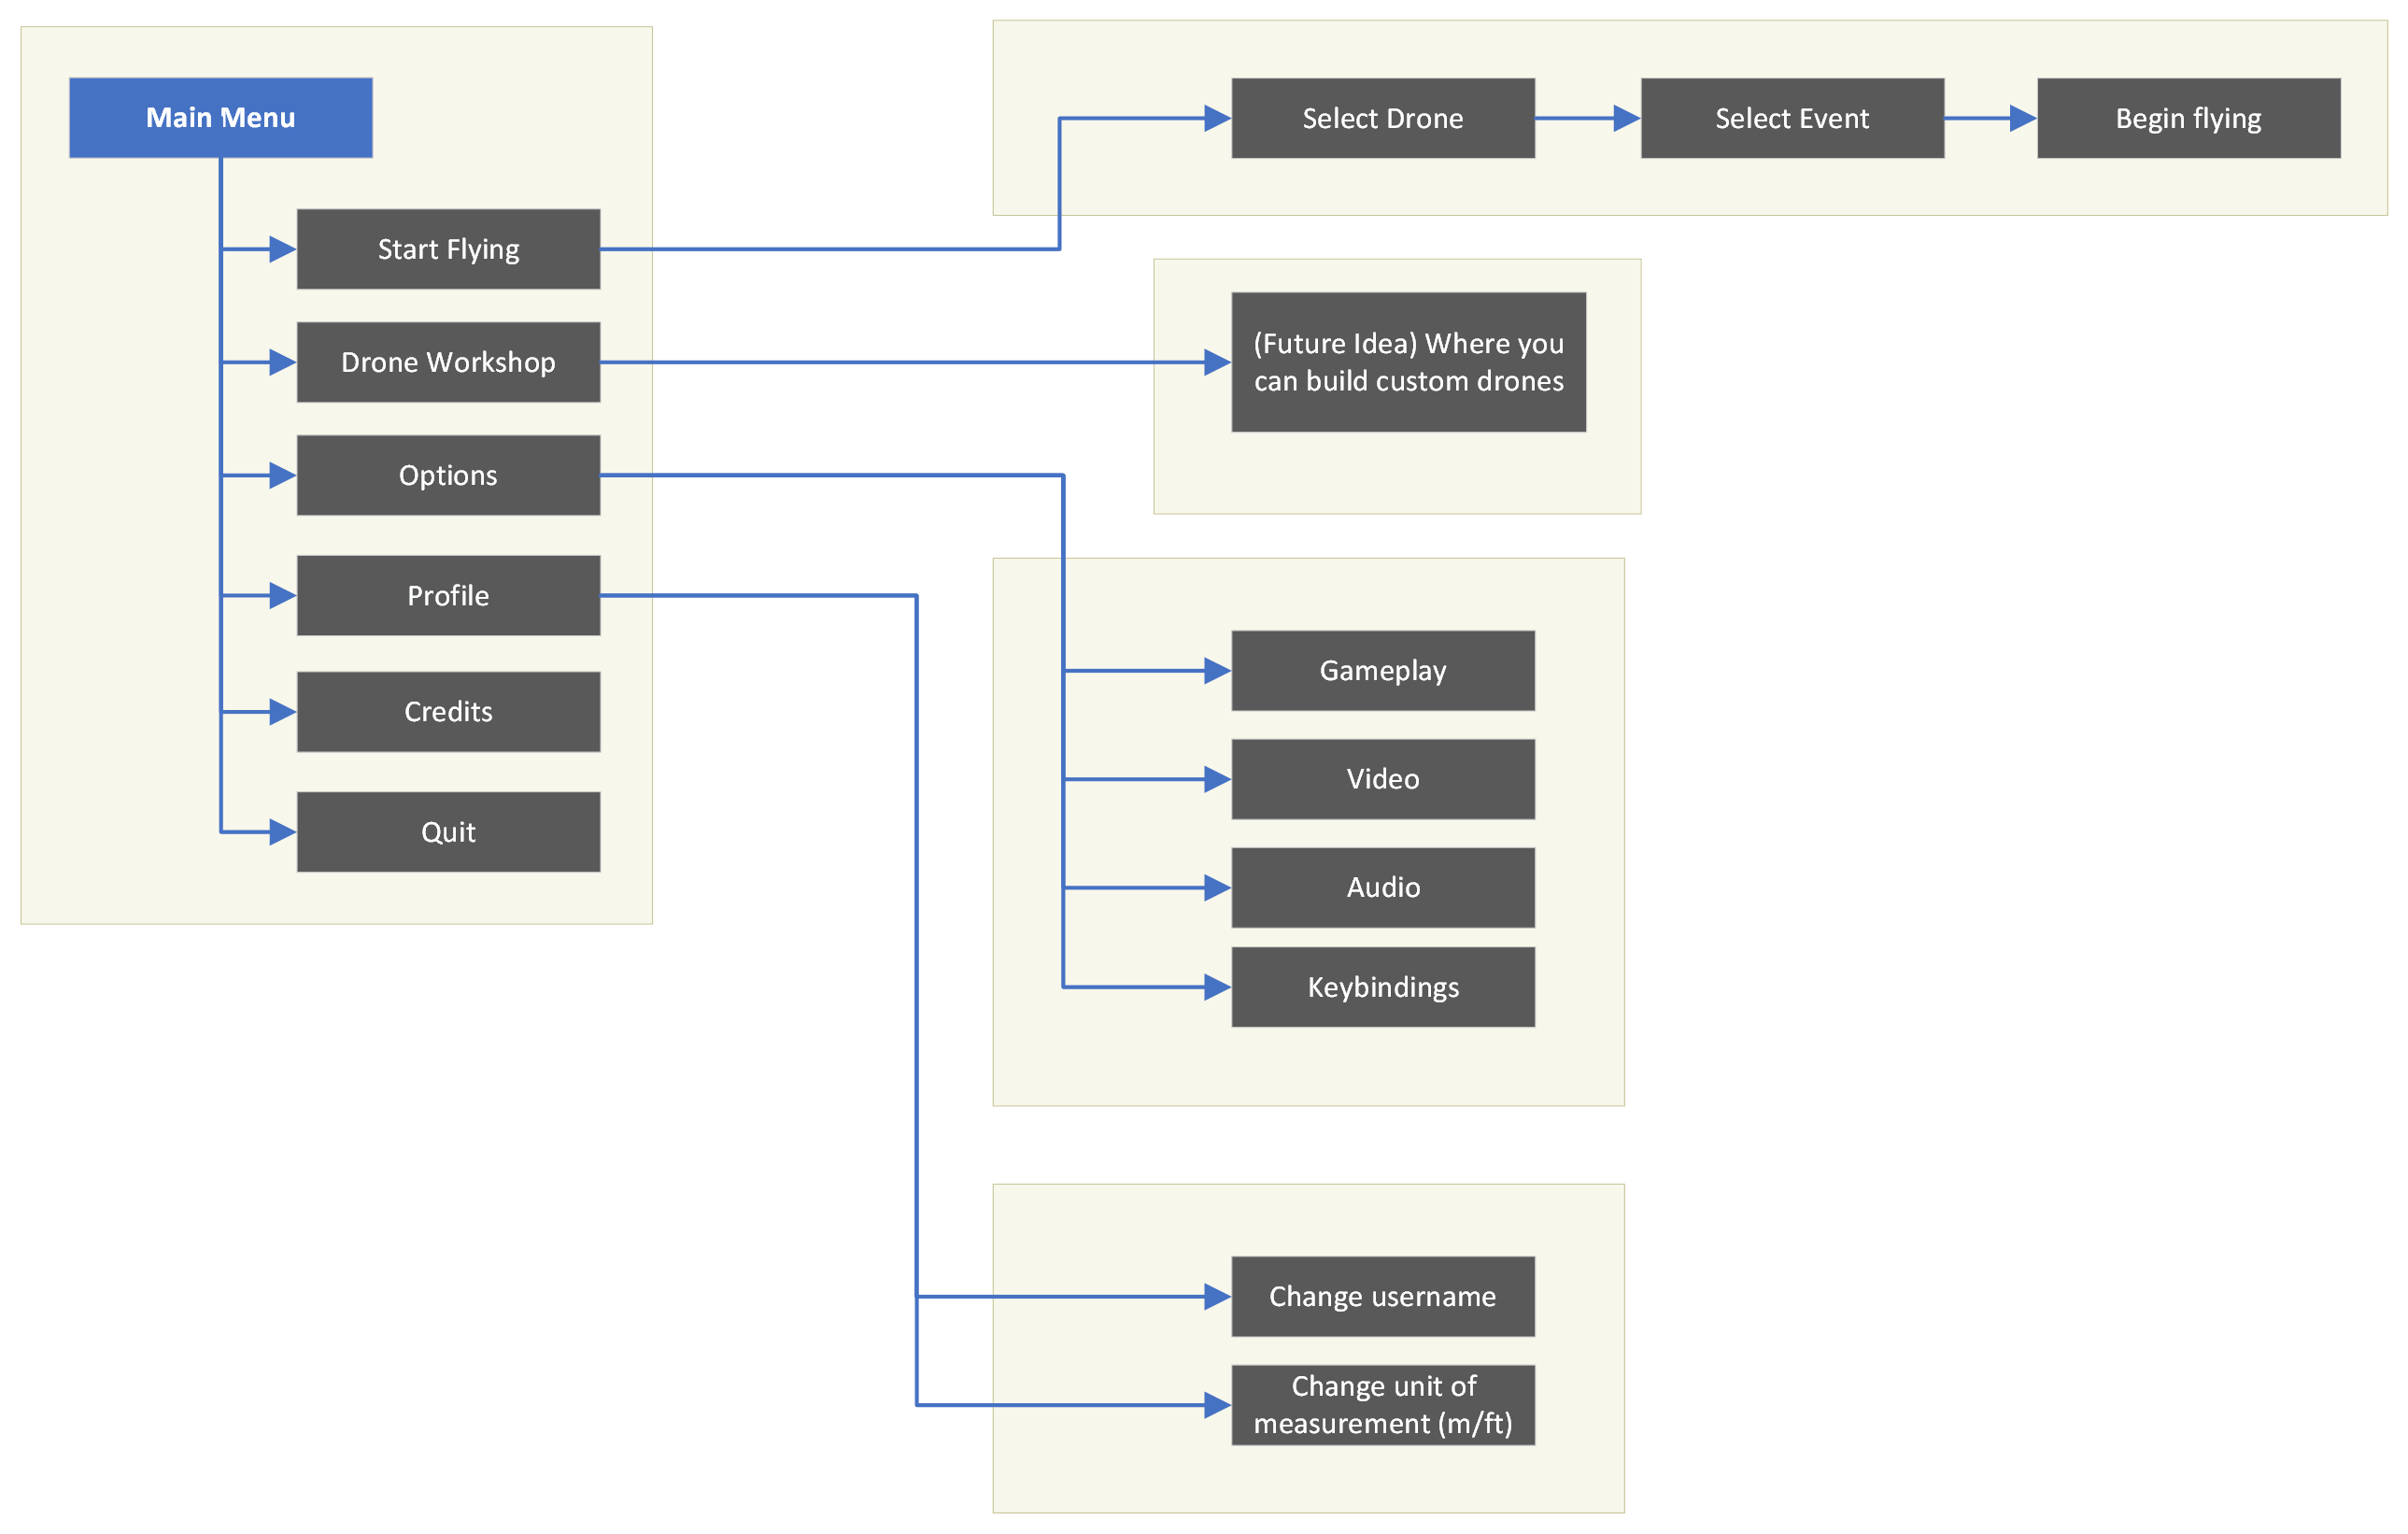 Main Menu
Start Flying
Drone Workshop
Options
Profile
Credits
Quit
Select Drone
Select Event
Begin flying
(Future Idea) Where you
can build custom drones
Gameplay
Video
Audio
Keybindings
Change username
Change unit of
measurement (m/ft)